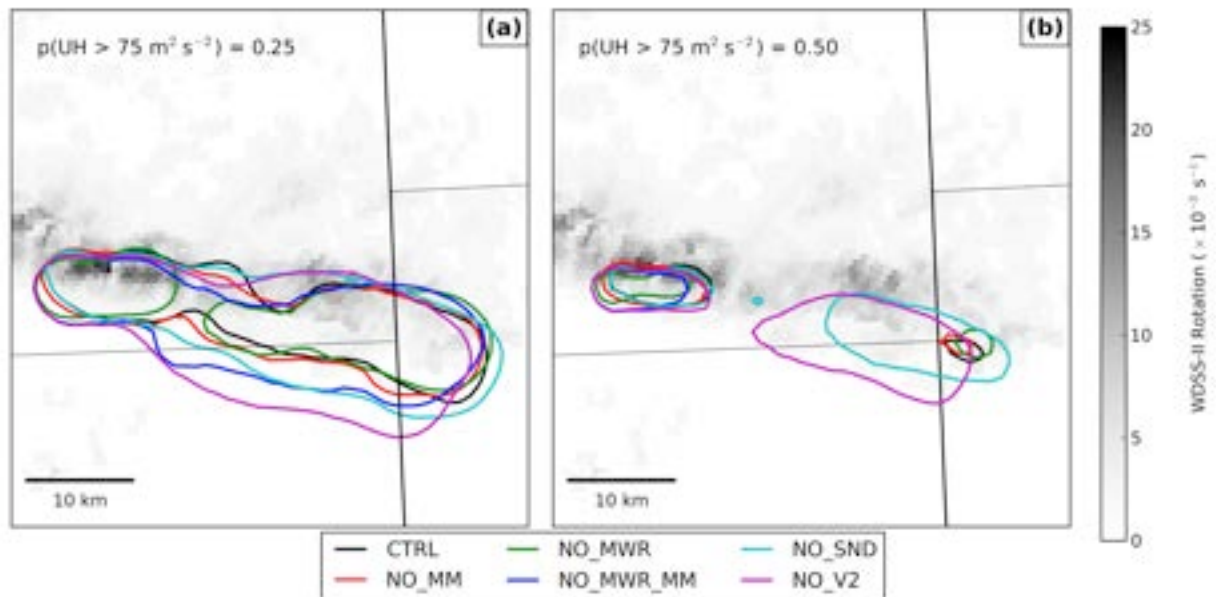 (a)
p(UH > 75 m² s⁻²) = 0.25
10 km
(b)
p(UH > 75 m² s⁻²) = 0.50
10 km
25
20
15
10
5
0
WDSS-II Rotation (× 10⁻³ s⁻¹)
CTRL NO_MWR NO_SND
NO_MM NO_MWR_MM NO_V2